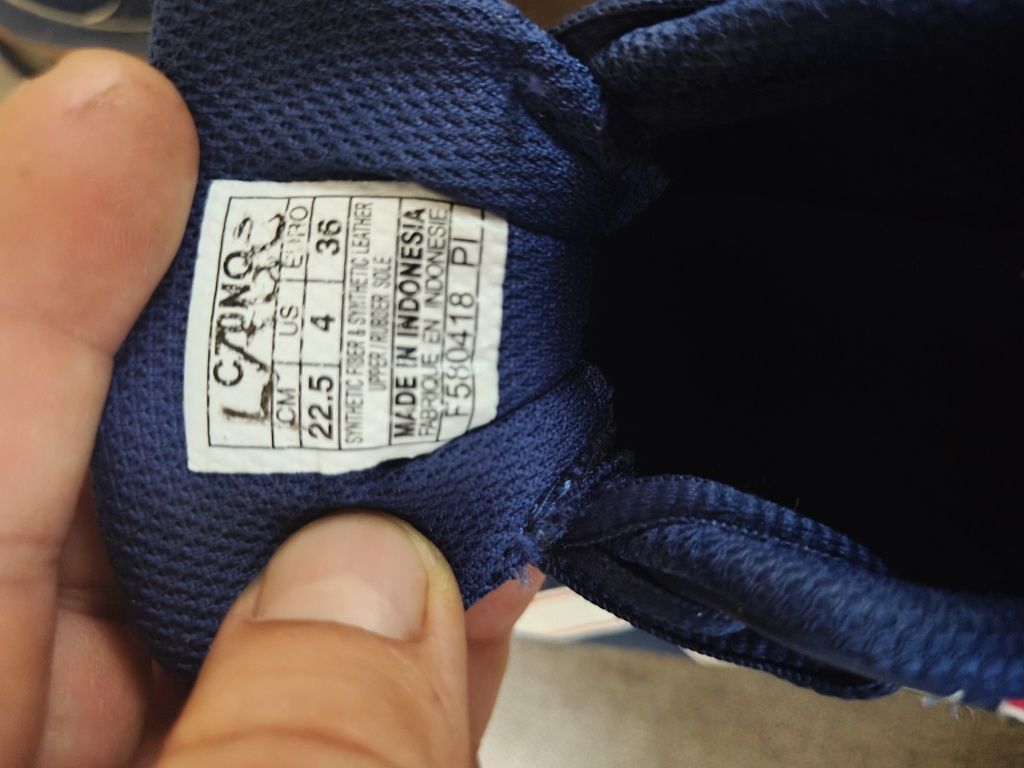 CM US EURO
22.5 4 36
SYNTHETIC FIBER & SYNTHETIC LEATHER
UPPER / RUBBER SOLE
MADE IN INDONESIA
FABRIQUE EN INDONESIE
F580418 PI